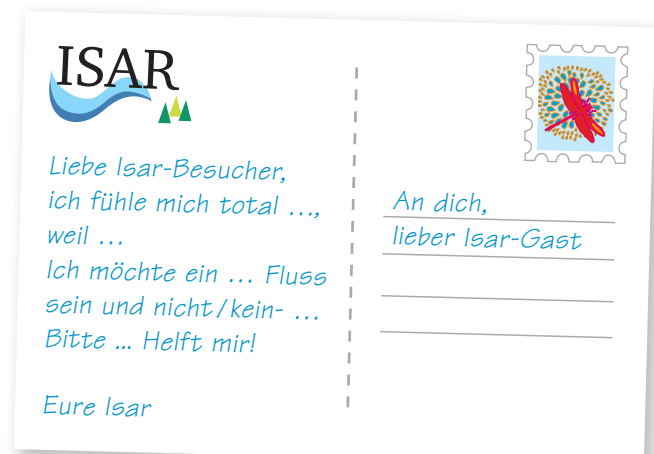 ISAR
Liebe Isar-Besucher,
ich fühle mich total ...,
weil ...
Ich möchte ein ... Fluss
sein und nicht/kein- ...
Bitte ... Helft mir!
Eure Isar
An dich,
lieber Isar-Gast